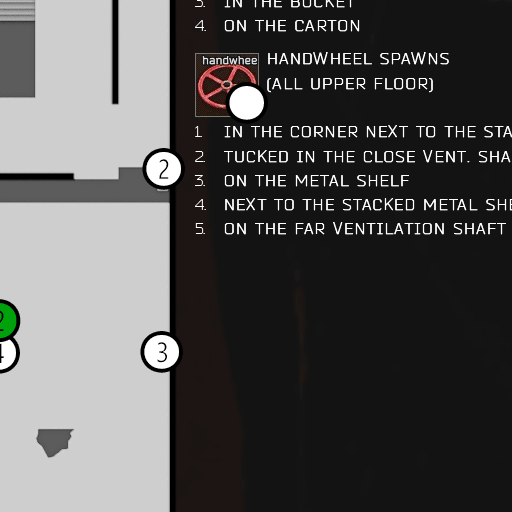 3. IN THE BUCKET
4. ON THE CARTON
handwhee
HANDWHEEL SPAWNS
(ALL UPPER FLOOR)
1. IN THE CORNER NEXT TO THE STA
2. TUCKED IN THE CLOSE VENT. SHA
3. ON THE METAL SHELF
4. NEXT TO THE STACKED METAL SHE
5. ON THE FAR VENTILATION SHAFT
2
2
4
3